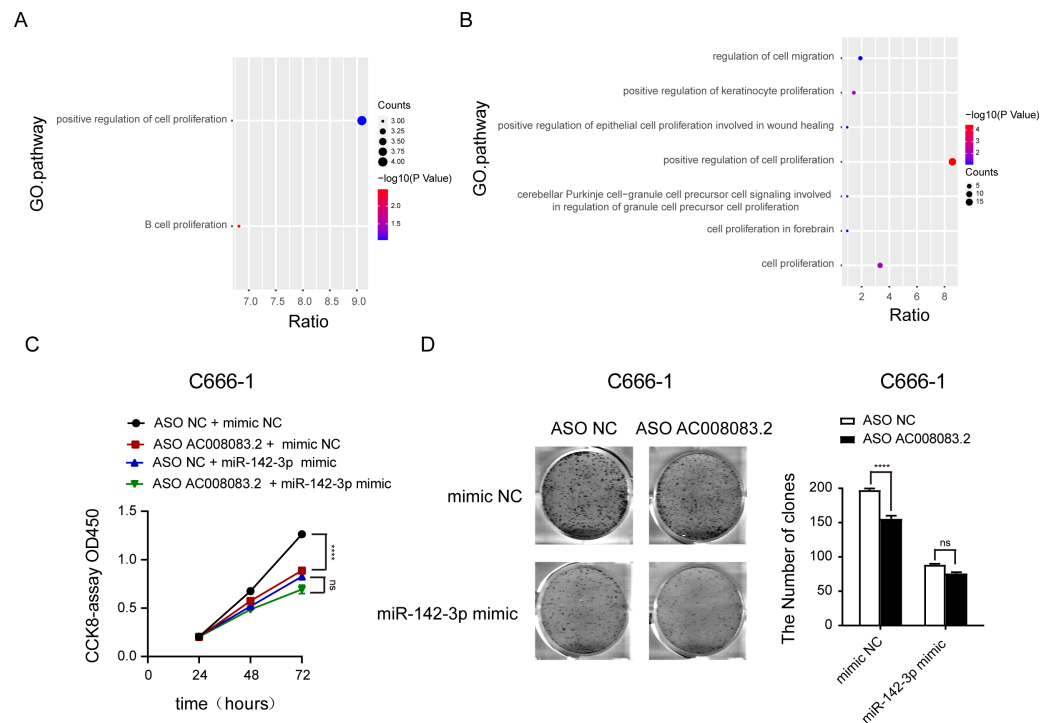 A
GO.pathway
positive regulation of cell proliferation
B cell proliferation
7.0 7.5 8.0 8.5 9.0
Ratio
Counts
3.00
3.25
3.50
3.75
4.00
−log10(P Value)
2.0
1.5
B
GO.pathway
regulation of cell migration
positive regulation of keratinocyte proliferation
positive regulation of epithelial cell proliferation involved in wound healing
positive regulation of cell proliferation
cerebellar Purkinje cell−granule cell precursor cell signaling involved
in regulation of granule cell precursor cell proliferation
cell proliferation in forebrain
cell proliferation
2 4 6 8
Ratio
−log10(P Value)
4
3
2
Counts
5
10
15
C
C666-1
ASO NC + mimic NC
ASO AC008083.2 + mimic NC
ASO NC + miR-142-3p mimic
ASO AC008083.2 + miR-142-3p mimic
CCK8-assay OD450
1.5
1.0
0.5
0.0
0 24 48 72
time（hours）
****
ns
D
C666-1
ASO NC ASO AC008083.2
mimic NC
miR-142-3p mimic
C666-1
ASO NC
ASO AC008083.2
The Number of clones
200
150
100
50
0
****
ns
mimic NC
miR-142-3p mimic